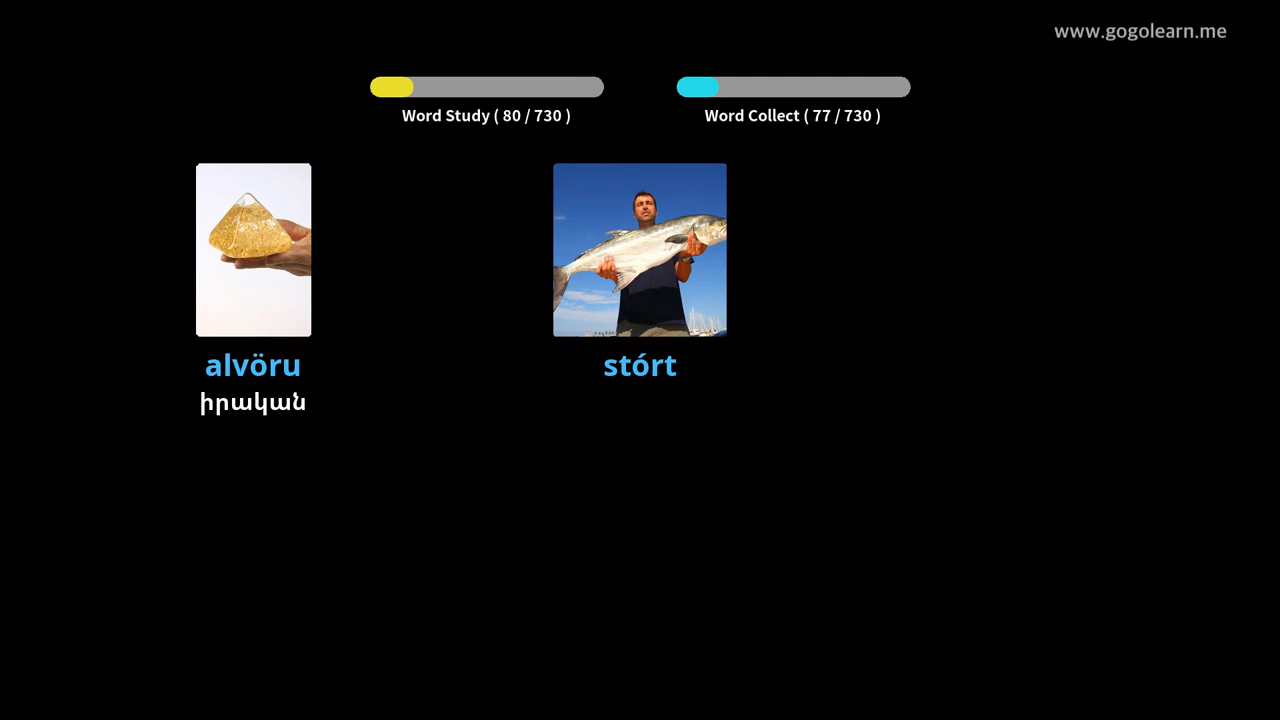 www.gogolearn.me
Word Study ( 80 / 730 )
Word Collect ( 77 / 730 )
alvöru
stórt
իրական